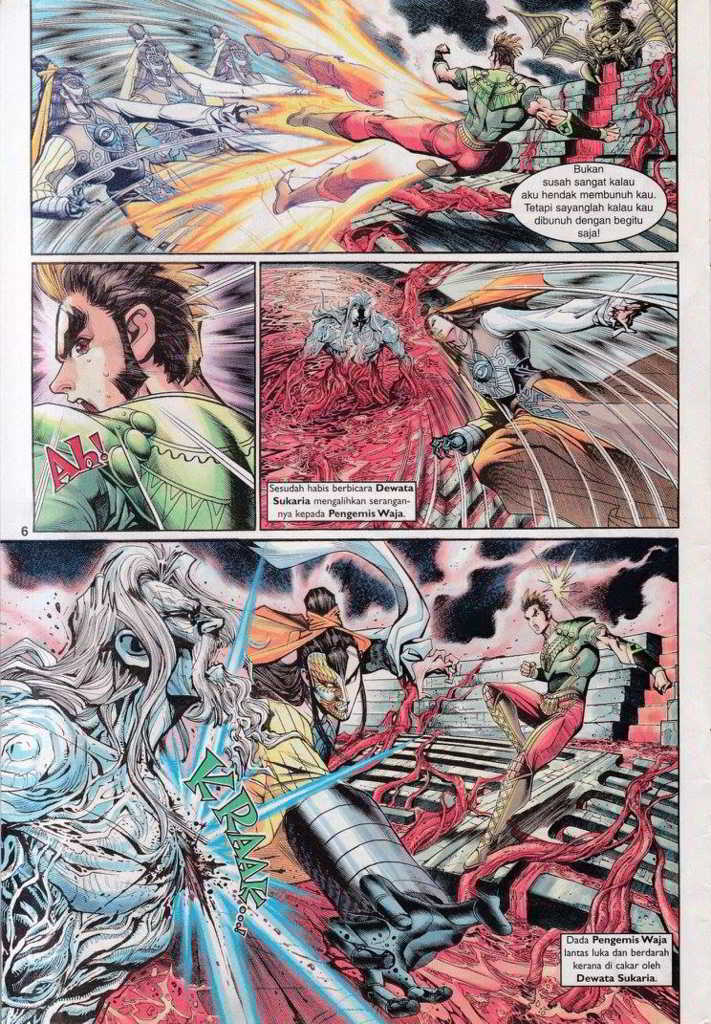 Bukan
susah sangat kalau
aku hendak membunuh kau.
Tetapi sayanglah kalau kau
dibunuh dengan begitu
saja!
Ah!
Sesudah habis berbicara Dewata
Sukaria mengalihkan serangan-
nya kepada Pengemis Waja.
6
KRAAK...!
Dada Pengemis Waja
lantas luka dan berdarah
kerana di cakar oleh
Dewata Sukaria.